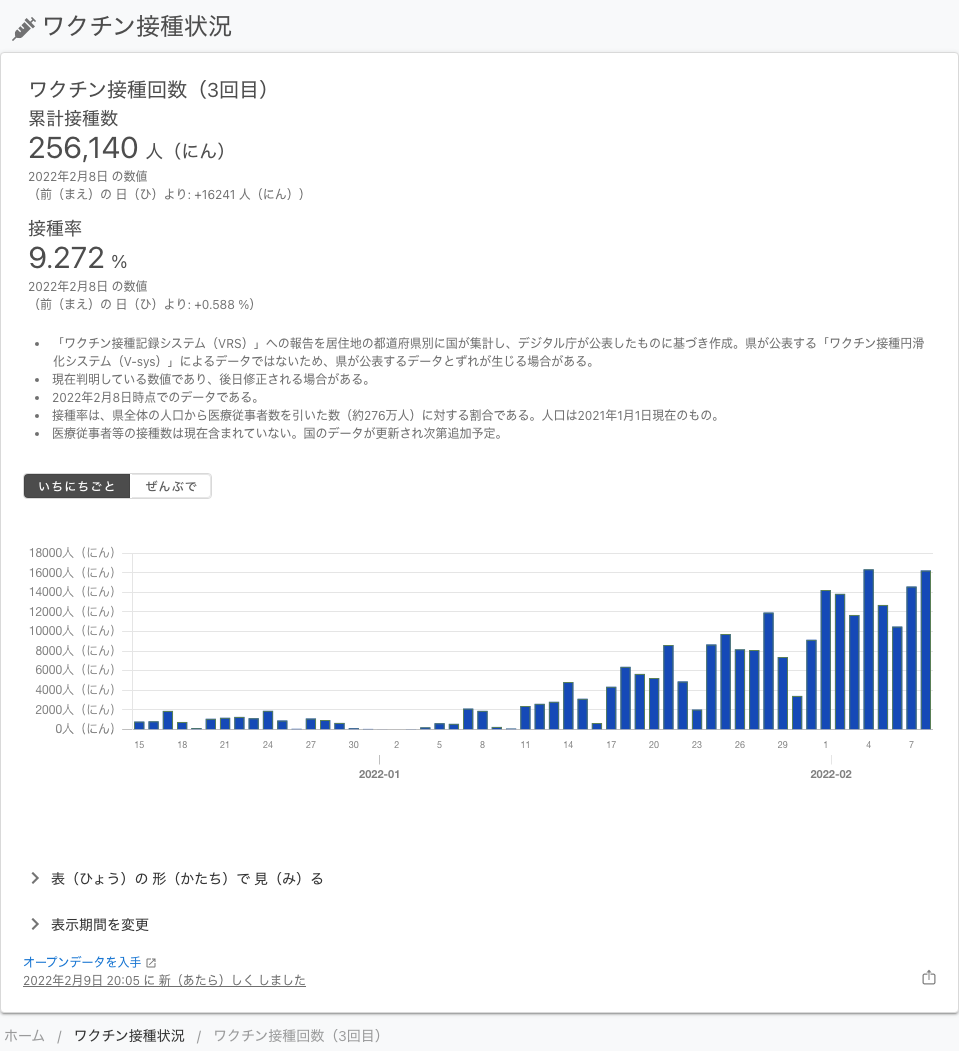 ワクチン接種状況
ワクチン接種回数（3回目）
累計接種数
256,140 人（にん）
2022年2月8日 の数値
（前（まえ）の 日（ひ）より: +16241 人（にん））
接種率
9.272 %
2022年2月8日 の数値
（前（まえ）の 日（ひ）より: +0.588 %）
• 「ワクチン接種記録システム（VRS）」への報告を居住地の都道府県別に国が集計し、デジタル庁が公表したものに基づき作成。県が公表する「ワクチン接種円滑
化システム（V-sys）」によるデータではないため、県が公表するデータとずれが生じる場合がある。
• 現在判明している数値であり、後日修正される場合がある。
• 2022年2月8日時点でのデータである。
• 接種率は、県全体の人口から医療従事者数を引いた数（約276万人）に対する割合である。人口は2021年1月1日現在のもの。
• 医療従事者等の接種数は現在含まれていない。国のデータが更新され次第追加予定。
いちにちごと ぜんぶで
18000人（にん）
16000人（にん）
14000人（にん）
12000人（にん）
10000人（にん）
8000人（にん）
6000人（にん）
4000人（にん）
2000人（にん）
0人（にん）
15 18 21 24 27 30 2 5 8 11 14 17 20 23 26 29 1 4 7
2022-01 2022-02
表（ひょう）の 形（かたち）で 見（み）る
表示期間を変更
オープンデータを入手
2022年2月9日 20:05 に 新（あたら）しく しました
ホーム / ワクチン接種状況 / ワクチン接種回数（3回目）